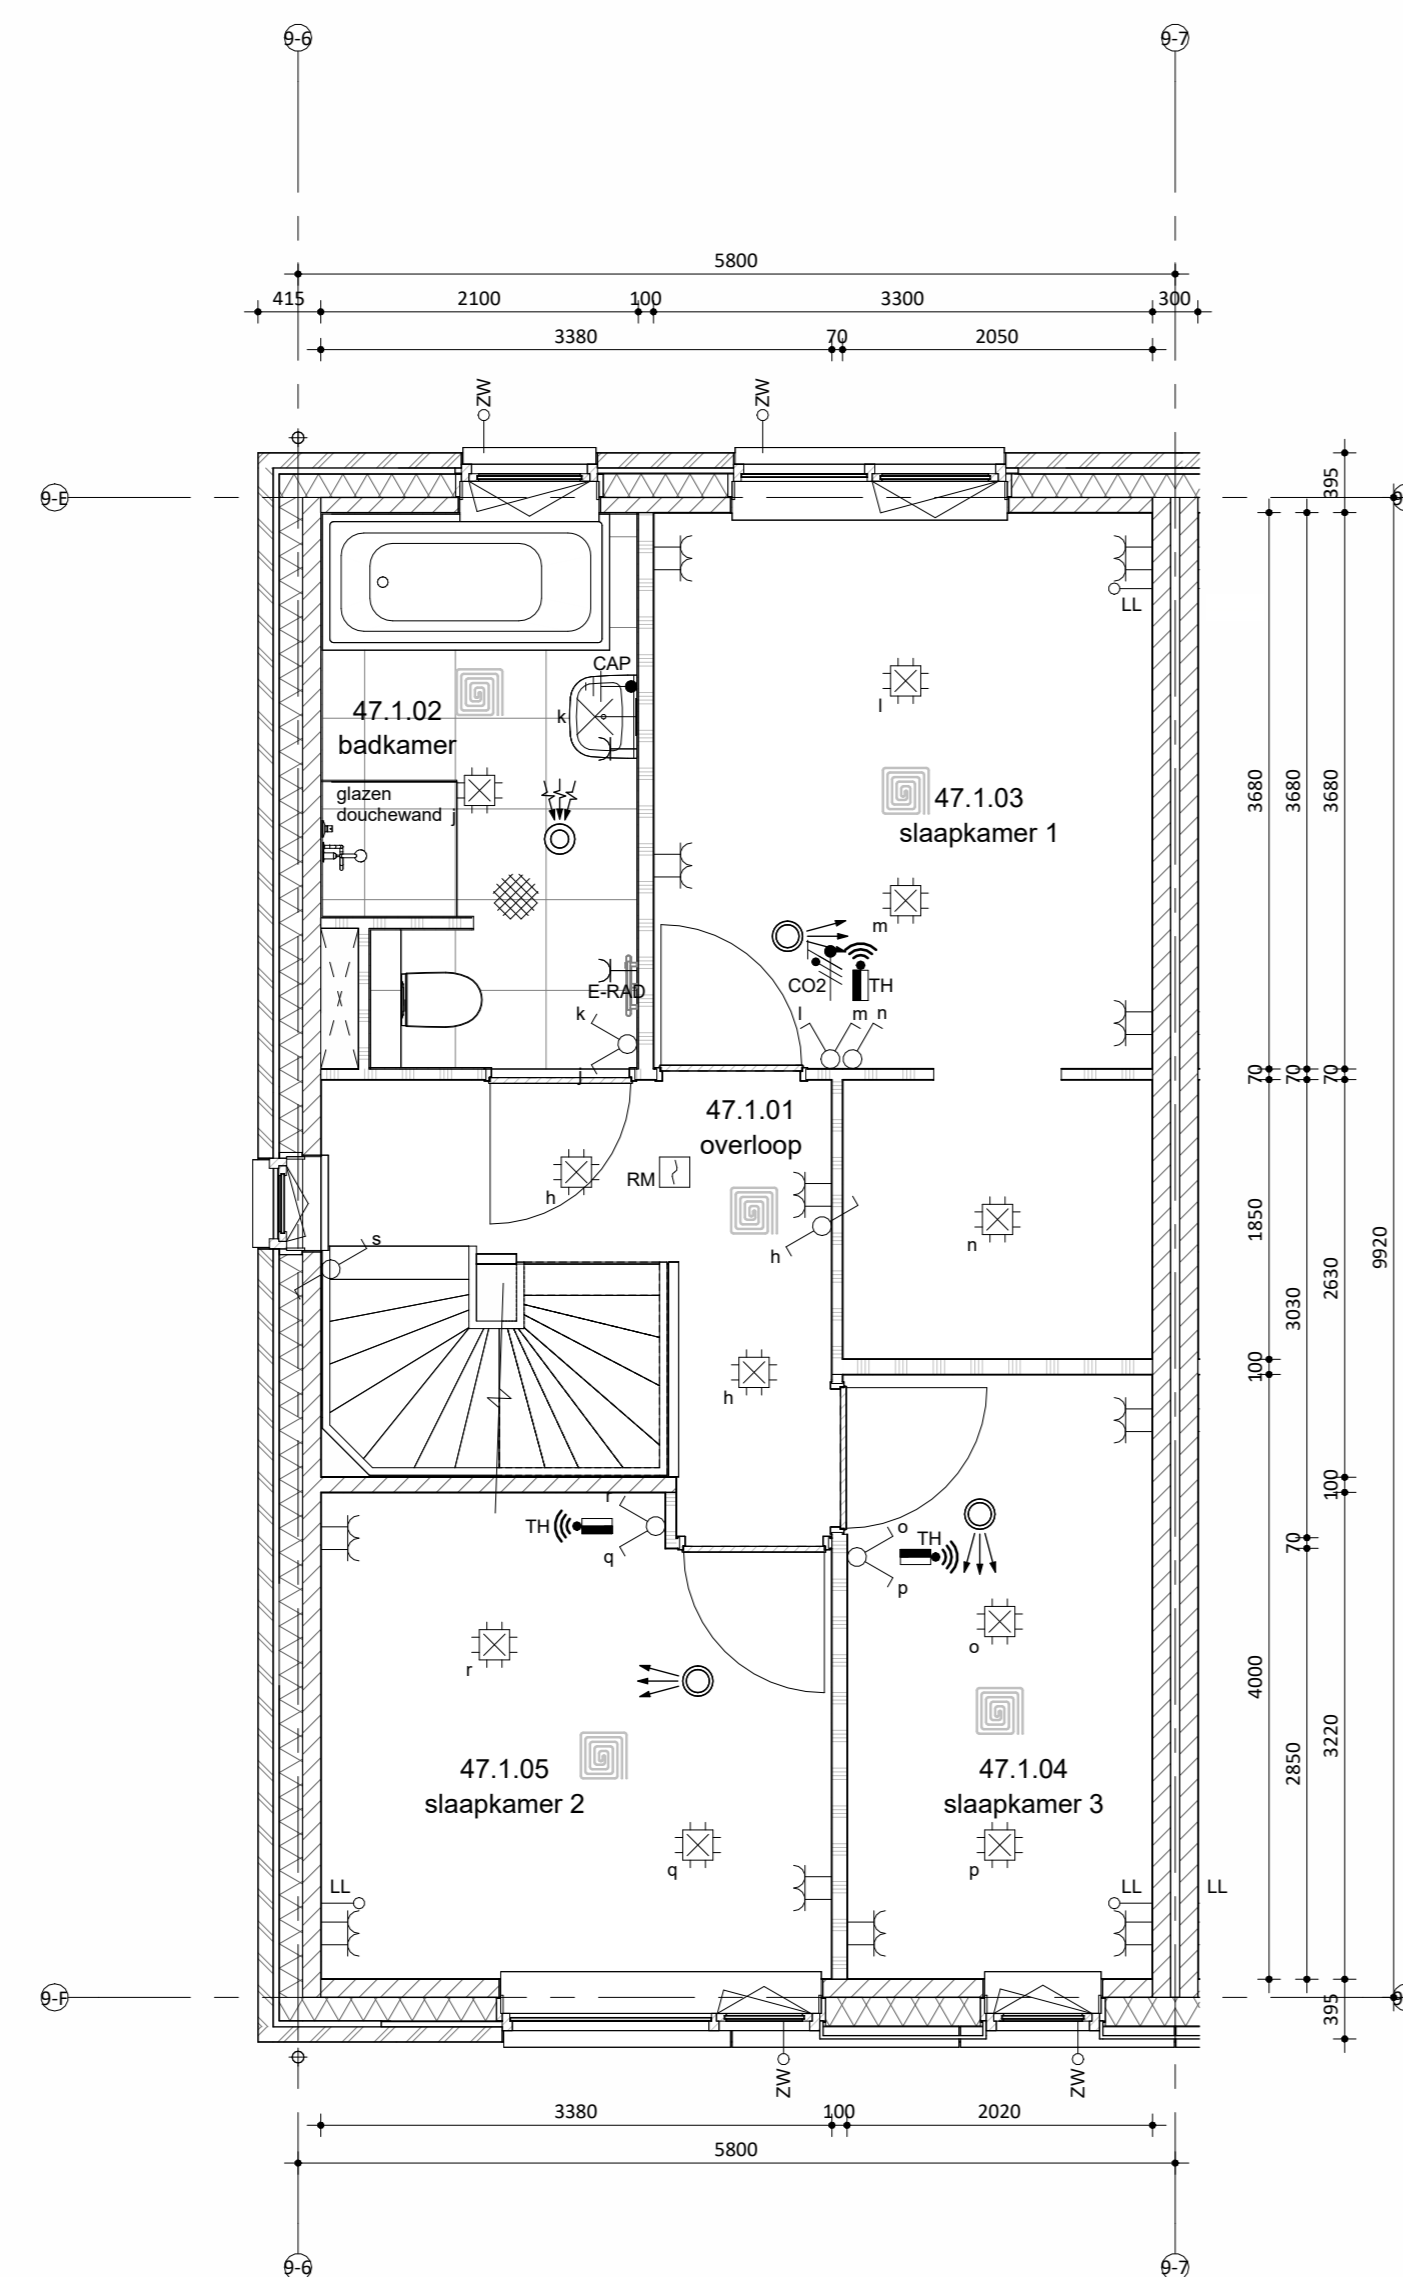 9-6
9-7
5800
415
2100
100
3300
300
3380
70
2050
ZW
ZW
9-E
395
LL
CAP
k
47.1.02
badkamer
l
glazen
douchewand j
47.1.03
slaapkamer 1
3680
3680
3680
m
CO2
TH
E-RAD
k
l
m
n
j
70
70
70
47.1.01
overloop
h
RM
h
n
s
1850
2630
3030
9920
h
100
100
70
r
TH
q
o
TH
p
r
o
4000
2850
3220
47.1.05
slaapkamer 2
47.1.04
slaapkamer 3
q
p
LL
LL
LL
9-F
395
ZW
ZW
3380
100
2020
5800
9-6
9-7